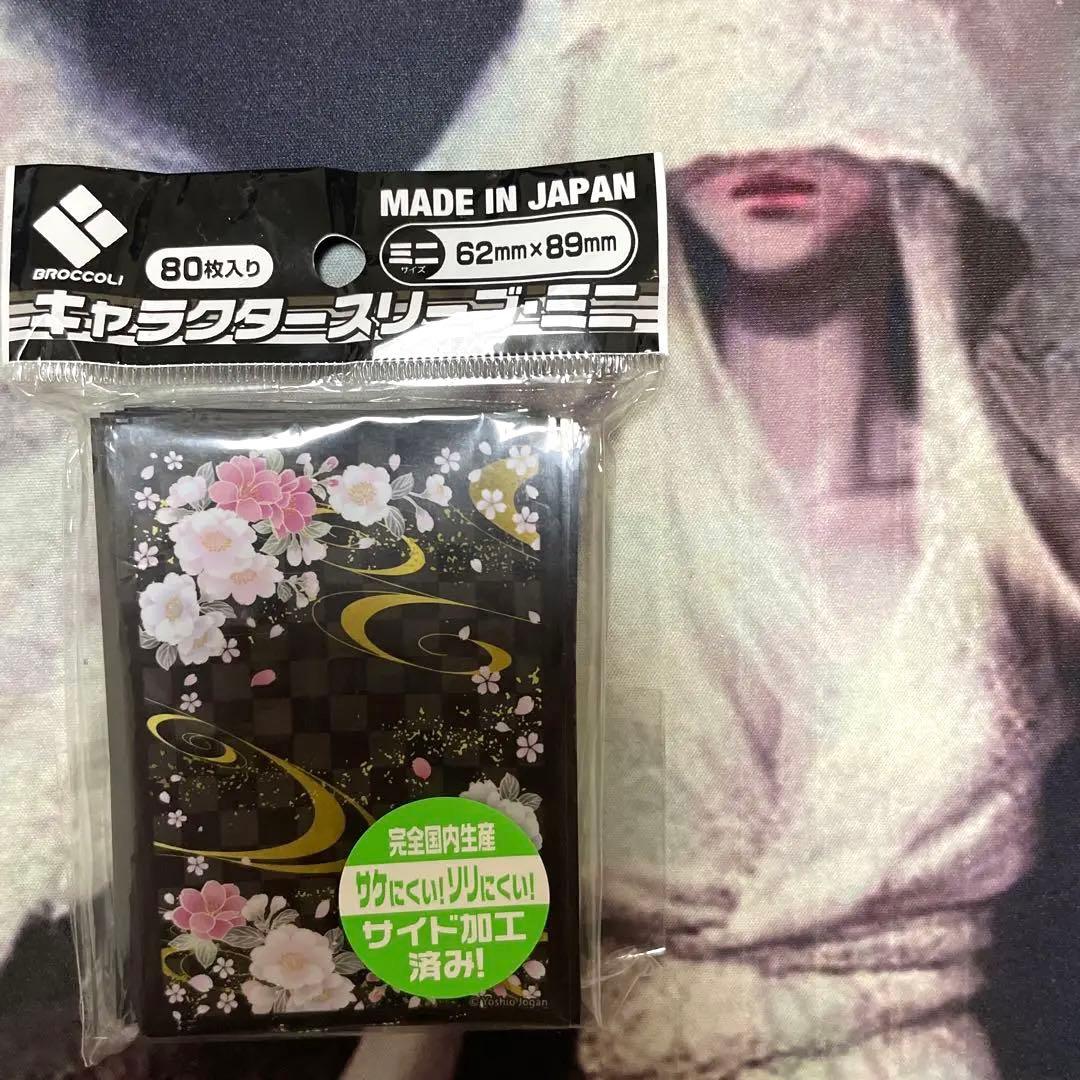 BROCCOLI
80枚入り
MADE IN JAPAN
ミニ
サイズ
62mm×89mm
キャラクタースリーブ・ミニ
完全国内生産
サケにくい!ソリにくい!
サイド加工
済み!
© Yoshio Jogan